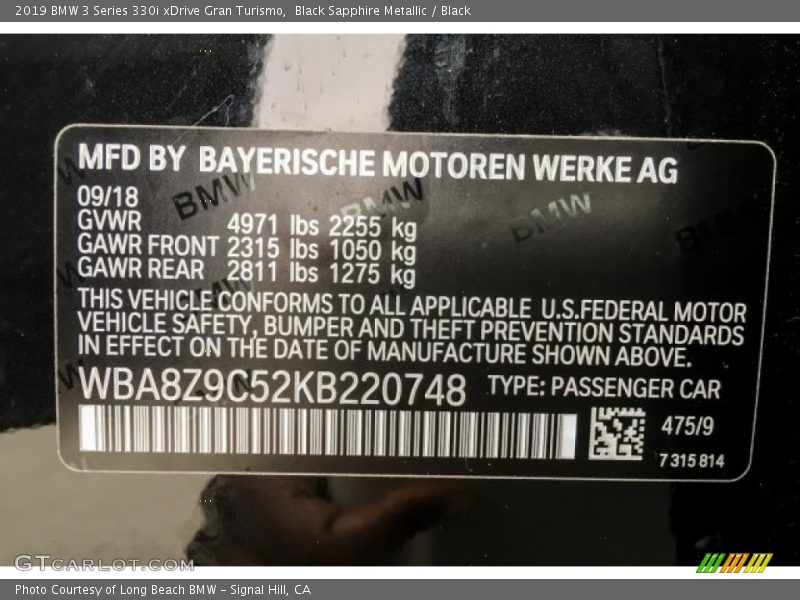 2019 BMW 3 Series 330i xDrive Gran Turismo,  Black Sapphire Metallic / Black
MFD BY BAYERISCHE MOTOREN WERKE AG
09/18
GVWR 4971 lbs 2255 kg
GAWR FRONT 2315 lbs 1050 kg
GAWR REAR 2811 lbs 1275 kg
THIS VEHICLE CONFORMS TO ALL APPLICABLE U.S.FEDERAL MOTOR
VEHICLE SAFETY, BUMPER AND THEFT PREVENTION STANDARDS
IN EFFECT ON THE DATE OF MANUFACTURE SHOWN ABOVE.
WBA8Z9C52KB220748 TYPE: PASSENGER CAR
475/9
7 315 814
BMW BMW BMW BMW
GTCARLOT.COM
Photo Courtesy of Long Beach BMW - Signal Hill, CA